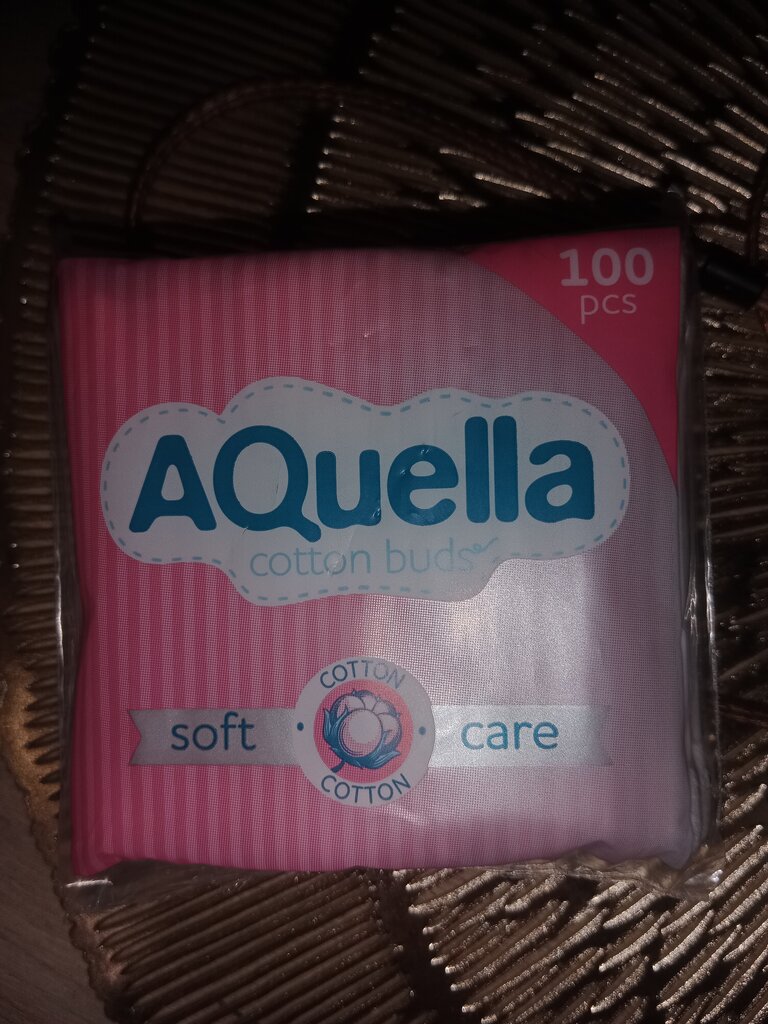 100
pcs
AQuella
cotton buds
COTTON
soft care
COTTON